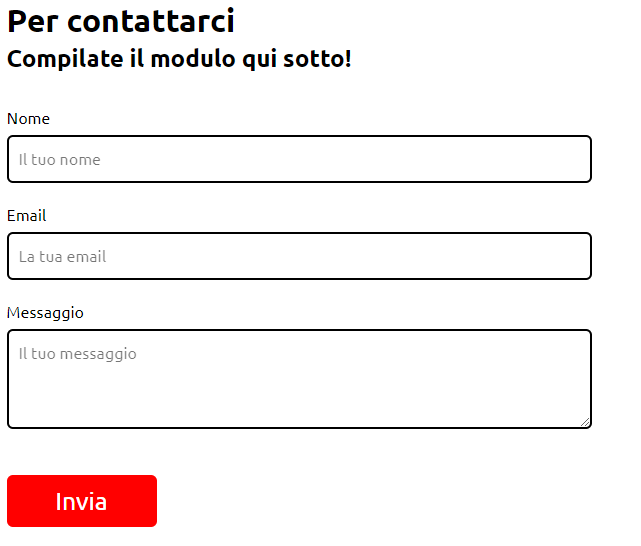 Per contattarci
Compilate il modulo qui sotto!
Nome
Il tuo nome
Email
La tua email
Messaggio
Il tuo messaggio
Invia